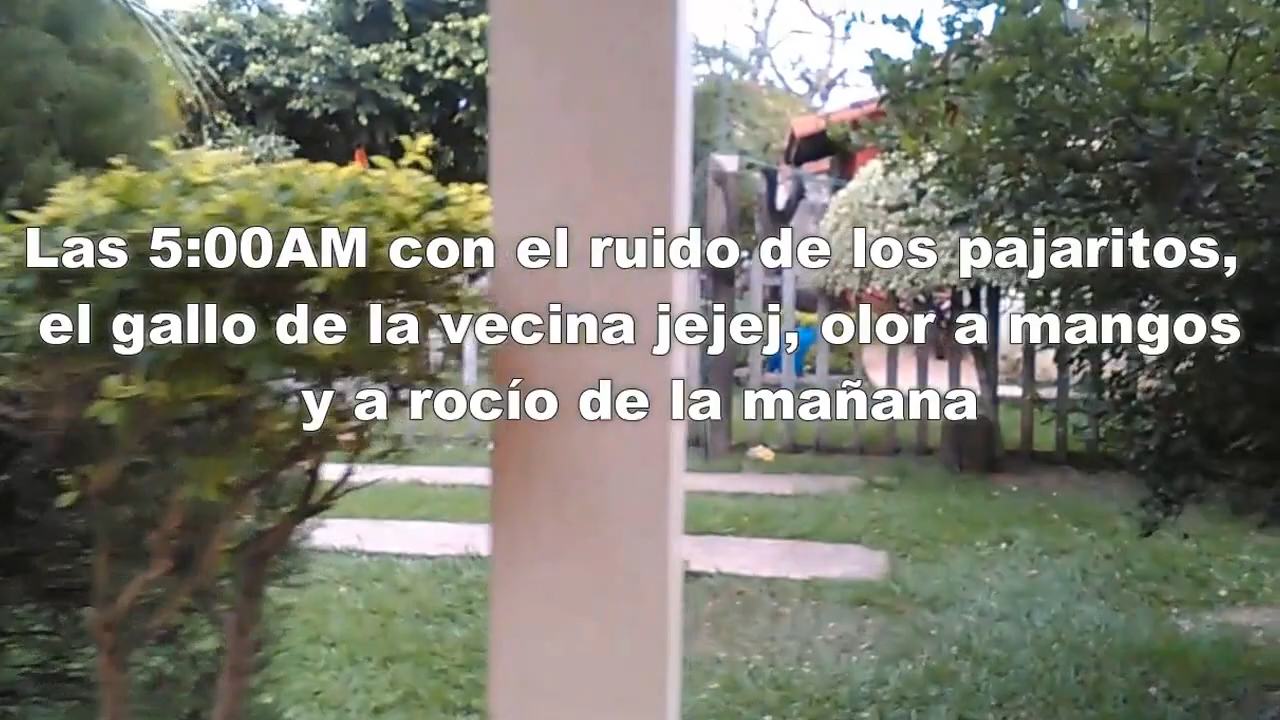 Las 5:00AM con el ruido de los pajaritos,
el gallo de la vecina jejej, olor a mangos
y a rocío de la mañana